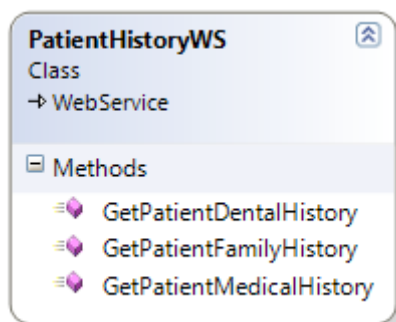 PatientHistoryWS
Class
WebService
Methods
GetPatientDentalHistory
GetPatientFamilyHistory
GetPatientMedicalHistory